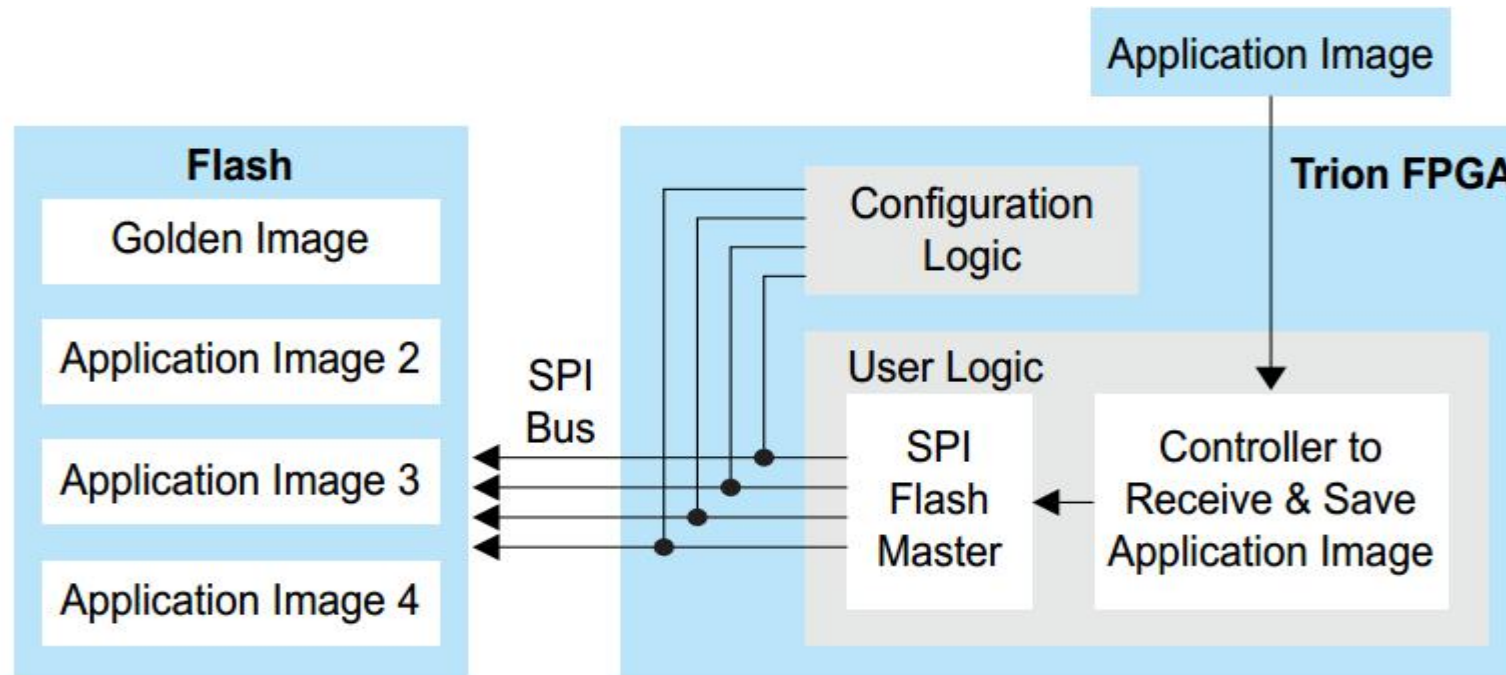 Application Image
Flash
Trion FPGA
Golden Image
Configuration
Logic
Application Image 2
SPI
Bus
User Logic
Application Image 3
SPI
Flash
Master
Controller to
Receive & Save
Application Image
Application Image 4